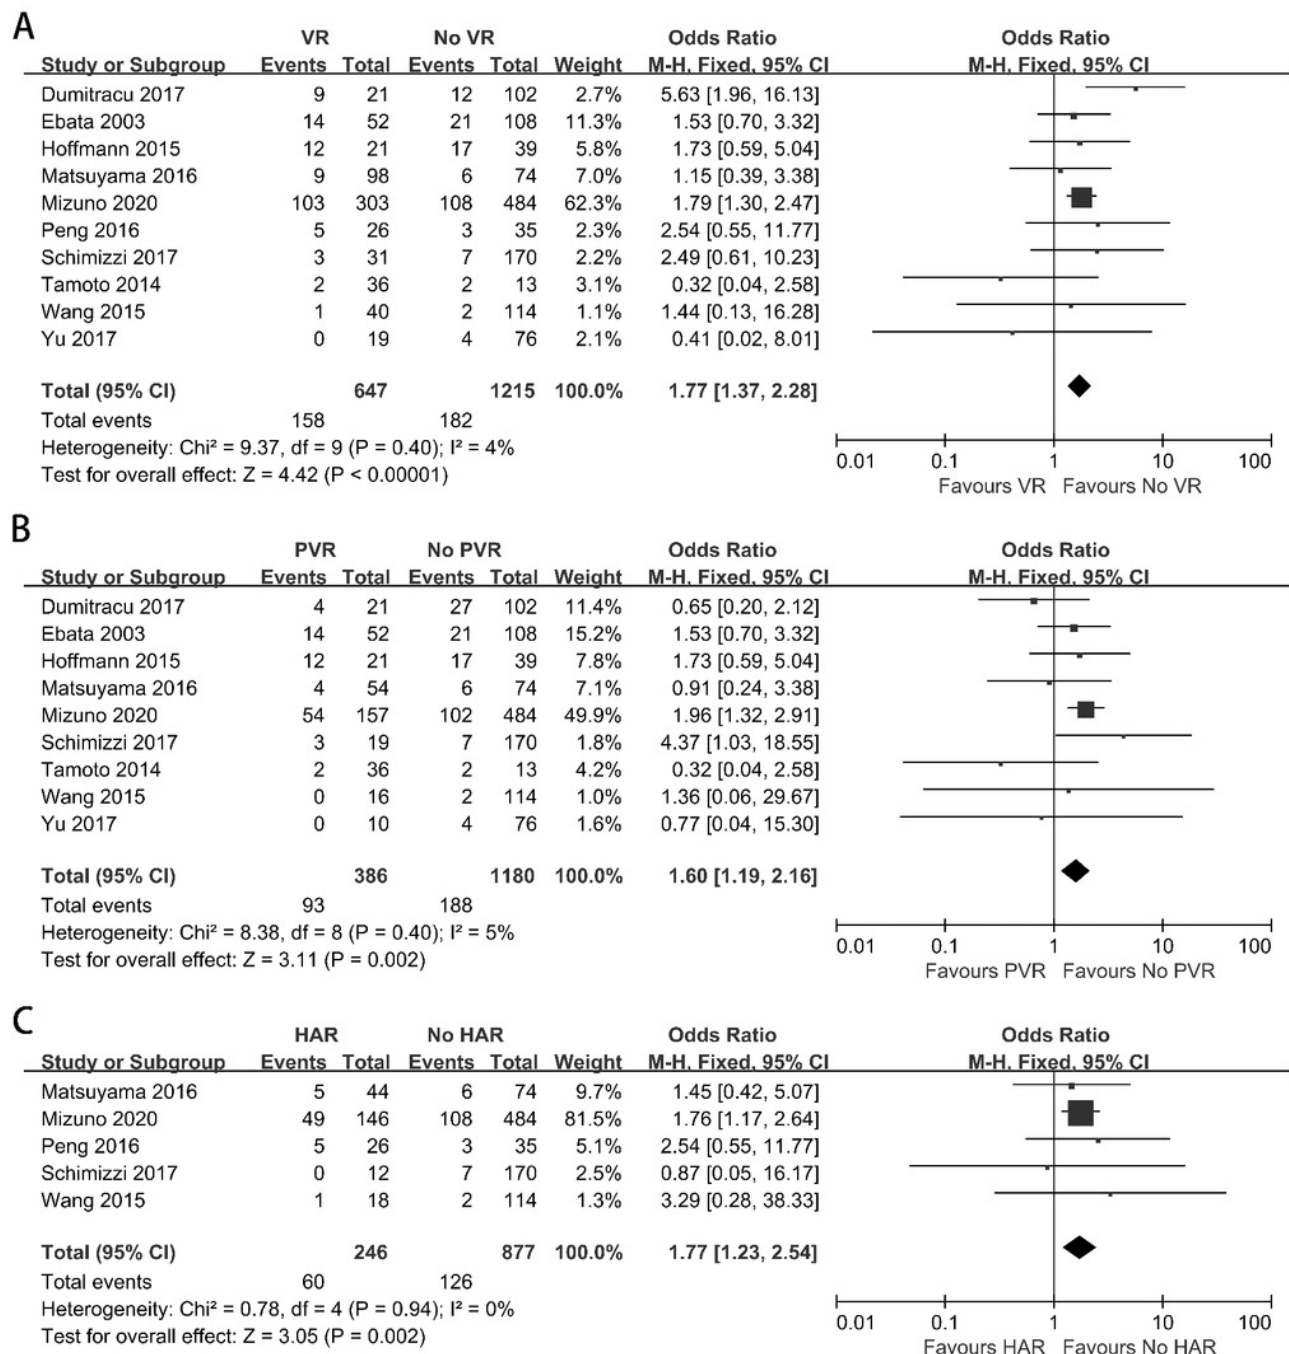 A
VR No VR Odds Ratio Odds Ratio
Study or Subgroup Events Total Events Total Weight M-H, Fixed, 95% CI M-H, Fixed, 95% CI
Dumitracu 2017 9 21 12 102 2.7% 5.63 [1.96, 16.13]
Ebata 2003 14 52 21 108 11.3% 1.53 [0.70, 3.32]
Hoffmann 2015 12 21 17 39 5.8% 1.73 [0.59, 5.04]
Matsuyama 2016 9 98 6 74 7.0% 1.15 [0.39, 3.38]
Mizuno 2020 103 303 108 484 62.3% 1.79 [1.30, 2.47]
Peng 2016 5 26 3 35 2.3% 2.54 [0.55, 11.77]
Schimizzi 2017 3 31 7 170 2.2% 2.49 [0.61, 10.23]
Tamoto 2014 2 36 2 13 3.1% 0.32 [0.04, 2.58]
Wang 2015 1 40 2 114 1.1% 1.44 [0.13, 16.28]
Yu 2017 0 19 4 76 2.1% 0.41 [0.02, 8.01]
Total (95% CI) 647 1215 100.0% 1.77 [1.37, 2.28]
Total events 158 182
Heterogeneity: Chi² = 9.37, df = 9 (P = 0.40); I² = 4%
Test for overall effect: Z = 4.42 (P < 0.00001)
0.01 0.1 1 10 100
Favours VR Favours No VR
B
PVR No PVR Odds Ratio Odds Ratio
Study or Subgroup Events Total Events Total Weight M-H, Fixed, 95% CI M-H, Fixed, 95% CI
Dumitracu 2017 4 21 27 102 11.4% 0.65 [0.20, 2.12]
Ebata 2003 14 52 21 108 15.2% 1.53 [0.70, 3.32]
Hoffmann 2015 12 21 17 39 7.8% 1.73 [0.59, 5.04]
Matsuyama 2016 4 54 6 74 7.1% 0.91 [0.24, 3.38]
Mizuno 2020 54 157 102 484 49.9% 1.96 [1.32, 2.91]
Schimizzi 2017 3 19 7 170 1.8% 4.37 [1.03, 18.55]
Tamoto 2014 2 36 2 13 4.2% 0.32 [0.04, 2.58]
Wang 2015 0 16 2 114 1.0% 1.36 [0.06, 29.67]
Yu 2017 0 10 4 76 1.6% 0.77 [0.04, 15.30]
Total (95% CI) 386 1180 100.0% 1.60 [1.19, 2.16]
Total events 93 188
Heterogeneity: Chi² = 8.38, df = 8 (P = 0.40); I² = 5%
Test for overall effect: Z = 3.11 (P = 0.002)
0.01 0.1 1 10 100
Favours PVR Favours No PVR
C
HAR No HAR Odds Ratio Odds Ratio
Study or Subgroup Events Total Events Total Weight M-H, Fixed, 95% CI M-H, Fixed, 95% CI
Matsuyama 2016 5 44 6 74 9.7% 1.45 [0.42, 5.07]
Mizuno 2020 49 146 108 484 81.5% 1.76 [1.17, 2.64]
Peng 2016 5 26 3 35 5.1% 2.54 [0.55, 11.77]
Schimizzi 2017 0 12 7 170 2.5% 0.87 [0.05, 16.17]
Wang 2015 1 18 2 114 1.3% 3.29 [0.28, 38.33]
Total (95% CI) 246 877 100.0% 1.77 [1.23, 2.54]
Total events 60 126
Heterogeneity: Chi² = 0.78, df = 4 (P = 0.94); I² = 0%
Test for overall effect: Z = 3.05 (P = 0.002)
0.01 0.1 1 10 100
Favours HAR Favours No HAR